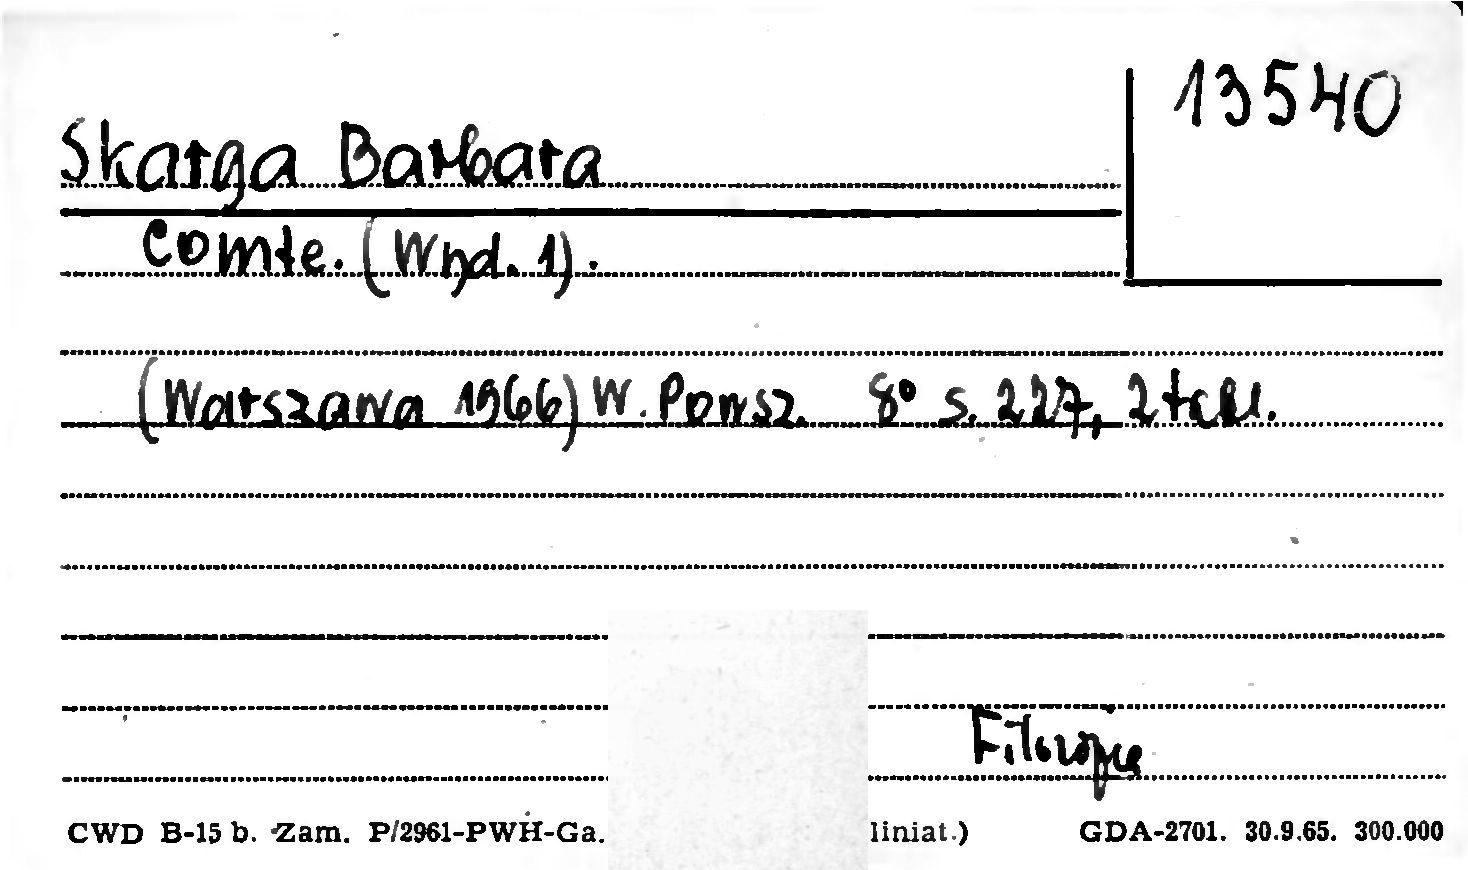 13540
Skarga Barbara
Comte. (Wyd. 1).
(Warszawa 1966) W. Powsz. 8° s. 227, 2 tabl.
Filozofia
CWD B-15 b. Zam. P/2961-PWH-Ga. liniat.) GDA-2701. 30.9.65. 300.000